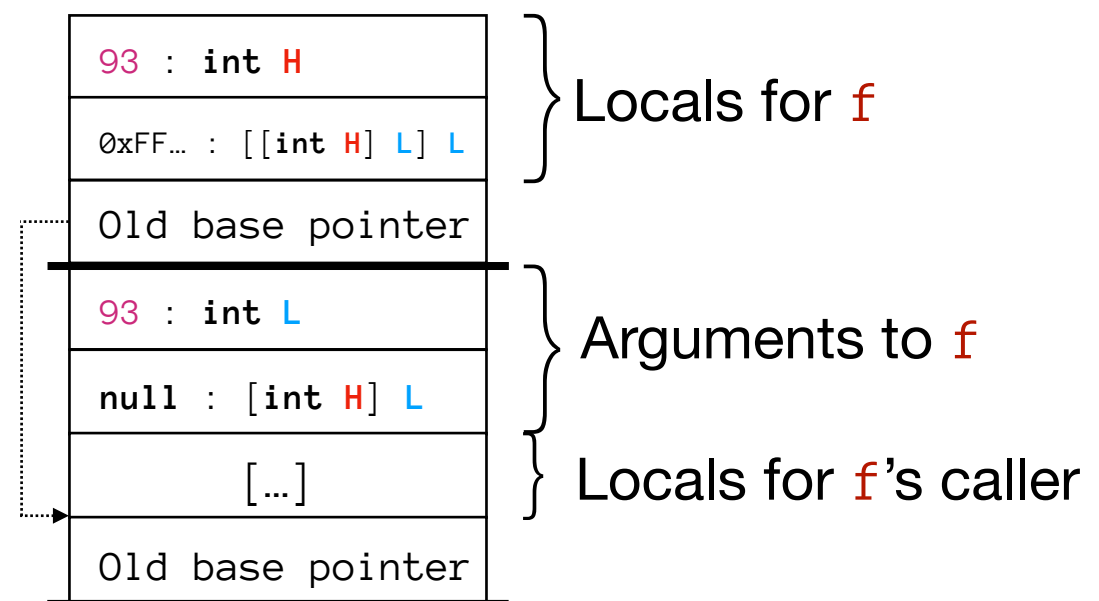 93 : int H
0xFF… : [[int H] L] L
Locals for f
Old base pointer
93 : int L
null : [int H] L
Arguments to f
[…]
Locals for f’s caller
Old base pointer